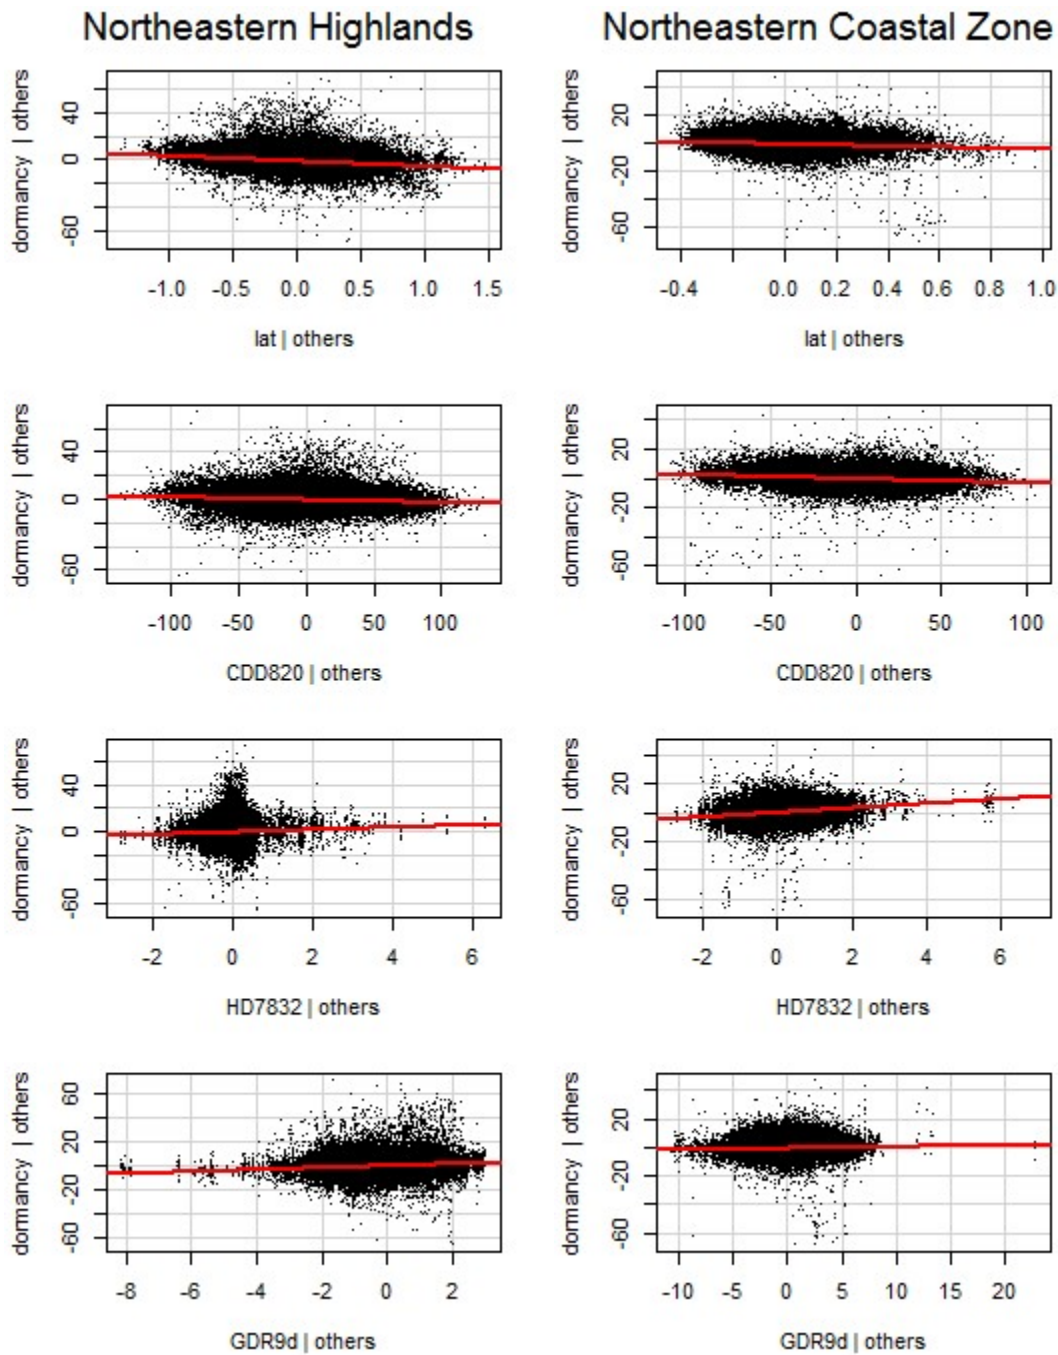 Northeastern Highlands Northeastern Coastal Zone
dormancy | others
40
0
-60
-1.0 -0.5 0.0 0.5 1.0 1.5
lat | others
dormancy | others
20
-20
-60
-0.4 0.0 0.2 0.4 0.6 0.8 1.0
lat | others
dormancy | others
40
0
-60
-100 -50 0 50 100
CDD820 | others
dormancy | others
20
-20
-60
-100 -50 0 50 100
CDD820 | others
dormancy | others
40
0
-60
-2 0 2 4 6
HD7832 | others
dormancy | others
20
-20
-60
-2 0 2 4 6
HD7832 | others
dormancy | others
60
20
-20
-60
-8 -6 -4 -2 0 2
GDR9d | others
dormancy | others
20
-20
-60
-10 -5 0 5 10 15 20
GDR9d | others